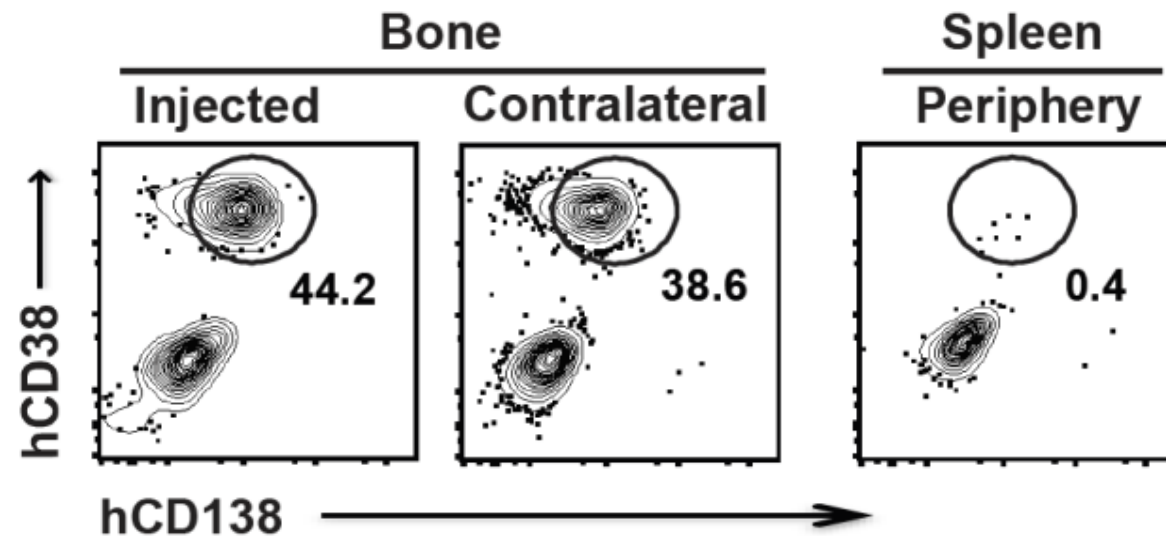 Bone
Spleen
Injected
Contralateral
Periphery
44.2
38.6
0.4
hCD38
hCD138